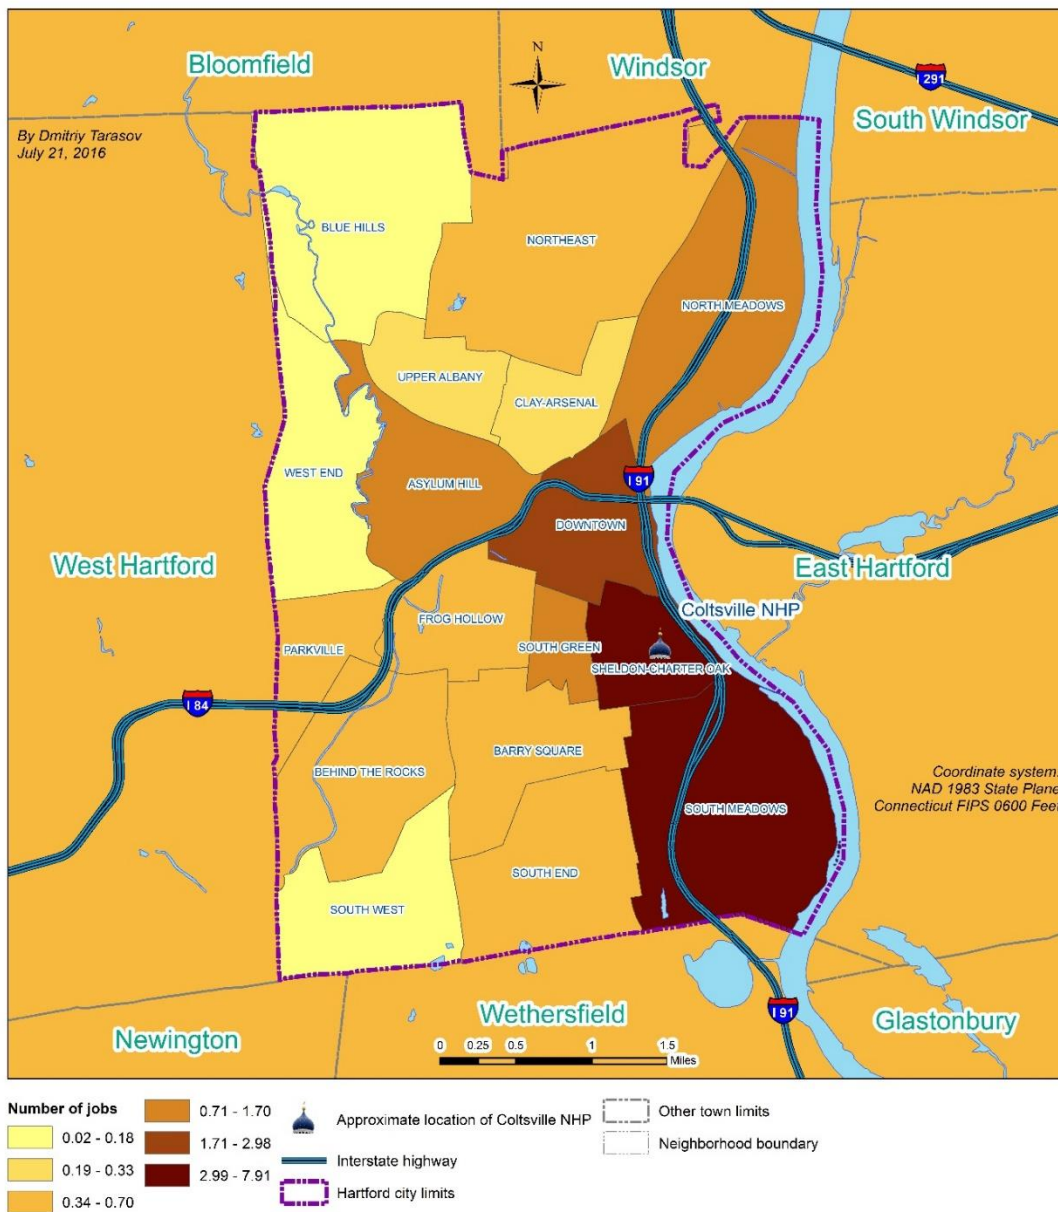 Bloomfield
Windsor
N
I 291
By Dmitriy Tarasov
July 21, 2016
South Windsor
BLUE HILLS
NORTHEAST
NORTH MEADOWS
UPPER ALBANY
CLAY-ARSENAL
WEST END
ASYLUM HILL
I 91
DOWNTOWN
West Hartford
East Hartford
Coltsville NHP
FROG HOLLOW
PARKVILLE
SOUTH GREEN
SHELDON-CHARTER OAK
I 84
BARRY SQUARE
BEHIND THE ROCKS
Coordinate system:
NAD 1983 State Plane
Connecticut FIPS 0600 Feet
SOUTH MEADOWS
SOUTH END
SOUTH WEST
Wethersfield
I 91
Glastonbury
Newington
0 0.25 0.5 1 1.5
Miles
Number of jobs
0.02 - 0.18
0.19 - 0.33
0.34 - 0.70
0.71 - 1.70
1.71 - 2.98
2.99 - 7.91
Approximate location of Coltsville NHP
Interstate highway
Hartford city limits
Other town limits
Neighborhood boundary